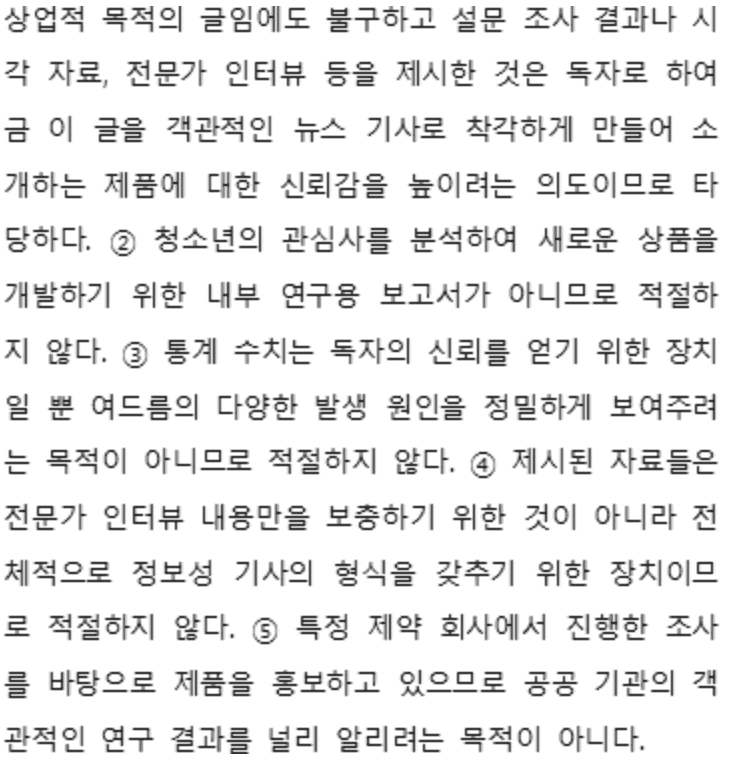 상업적 목적의 글임에도 불구하고 설문 조사 결과나 시
각 자료, 전문가 인터뷰 등을 제시한 것은 독자로 하여
금 이 글을 객관적인 뉴스 기사로 착각하게 만들어 소
개하는 제품에 대한 신뢰감을 높이려는 의도이므로 타
당하다. ② 청소년의 관심사를 분석하여 새로운 상품을
개발하기 위한 내부 연구용 보고서가 아니므로 적절하
지 않다. ③ 통계 수치는 독자의 신뢰를 얻기 위한 장치
일 뿐 여드름의 다양한 발생 원인을 정밀하게 보여주려
는 목적이 아니므로 적절하지 않다. ④ 제시된 자료들은
전문가 인터뷰 내용만을 보충하기 위한 것이 아니라 전
체적으로 정보성 기사의 형식을 갖추기 위한 장치이므
로 적절하지 않다. ⑤ 특정 제약 회사에서 진행한 조사
를 바탕으로 제품을 홍보하고 있으므로 공공 기관의 객
관적인 연구 결과를 널리 알리려는 목적이 아니다.